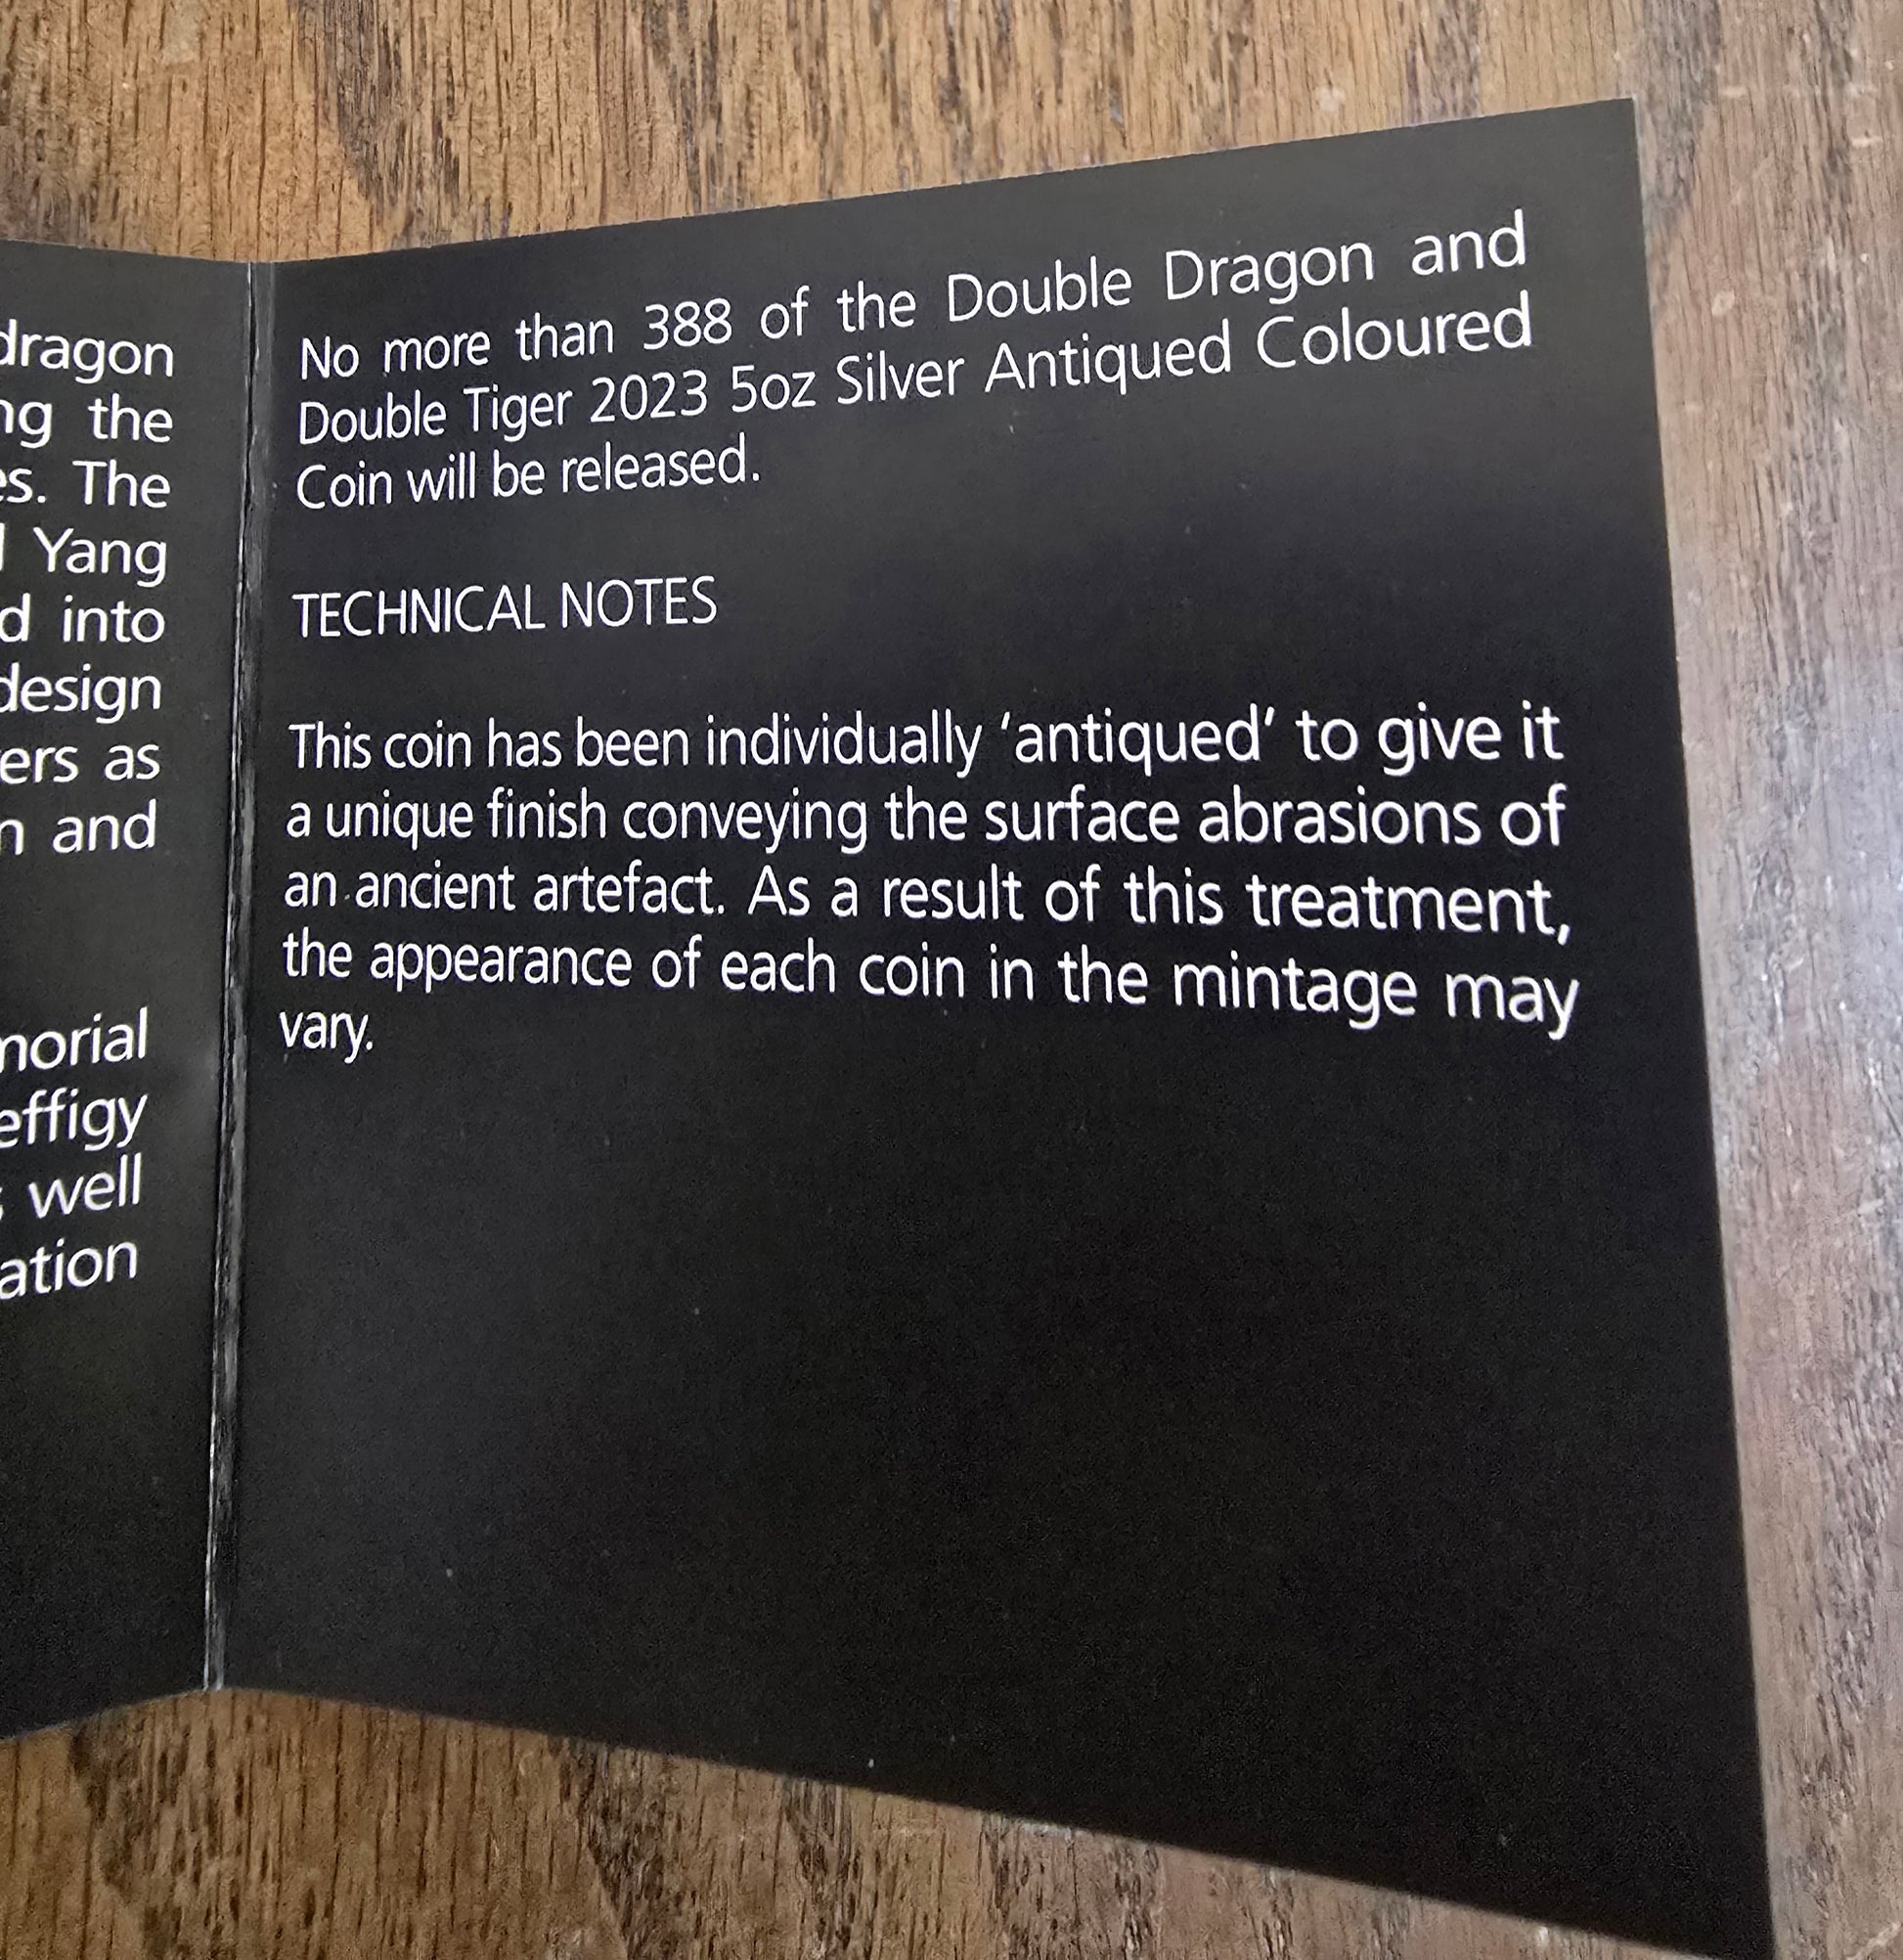 dragon
the
The
Yang
into
design
as
and
effigy
well
No more than 388 of the Double Dragon and
Double Tiger 2023 5oz Silver Antiqued Coloured
Coin will be released.
TECHNICAL NOTES
This coin has been individually ‘antiqued’ to give it
a unique finish conveying the surface abrasions of
an ancient artefact. As a result of this treatment,
the appearance of each coin in the mintage may
vary.